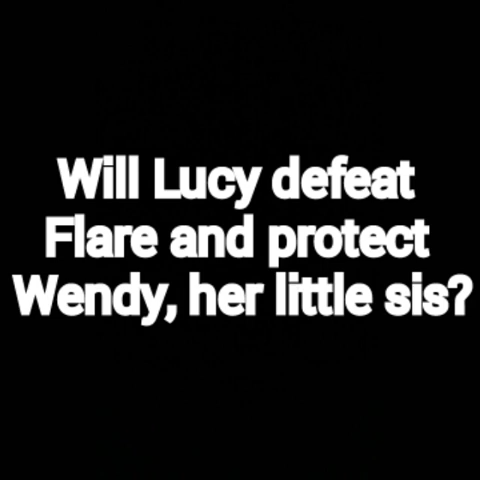 Will Lucy defeat
Flare and protect
Wendy, her little sis?